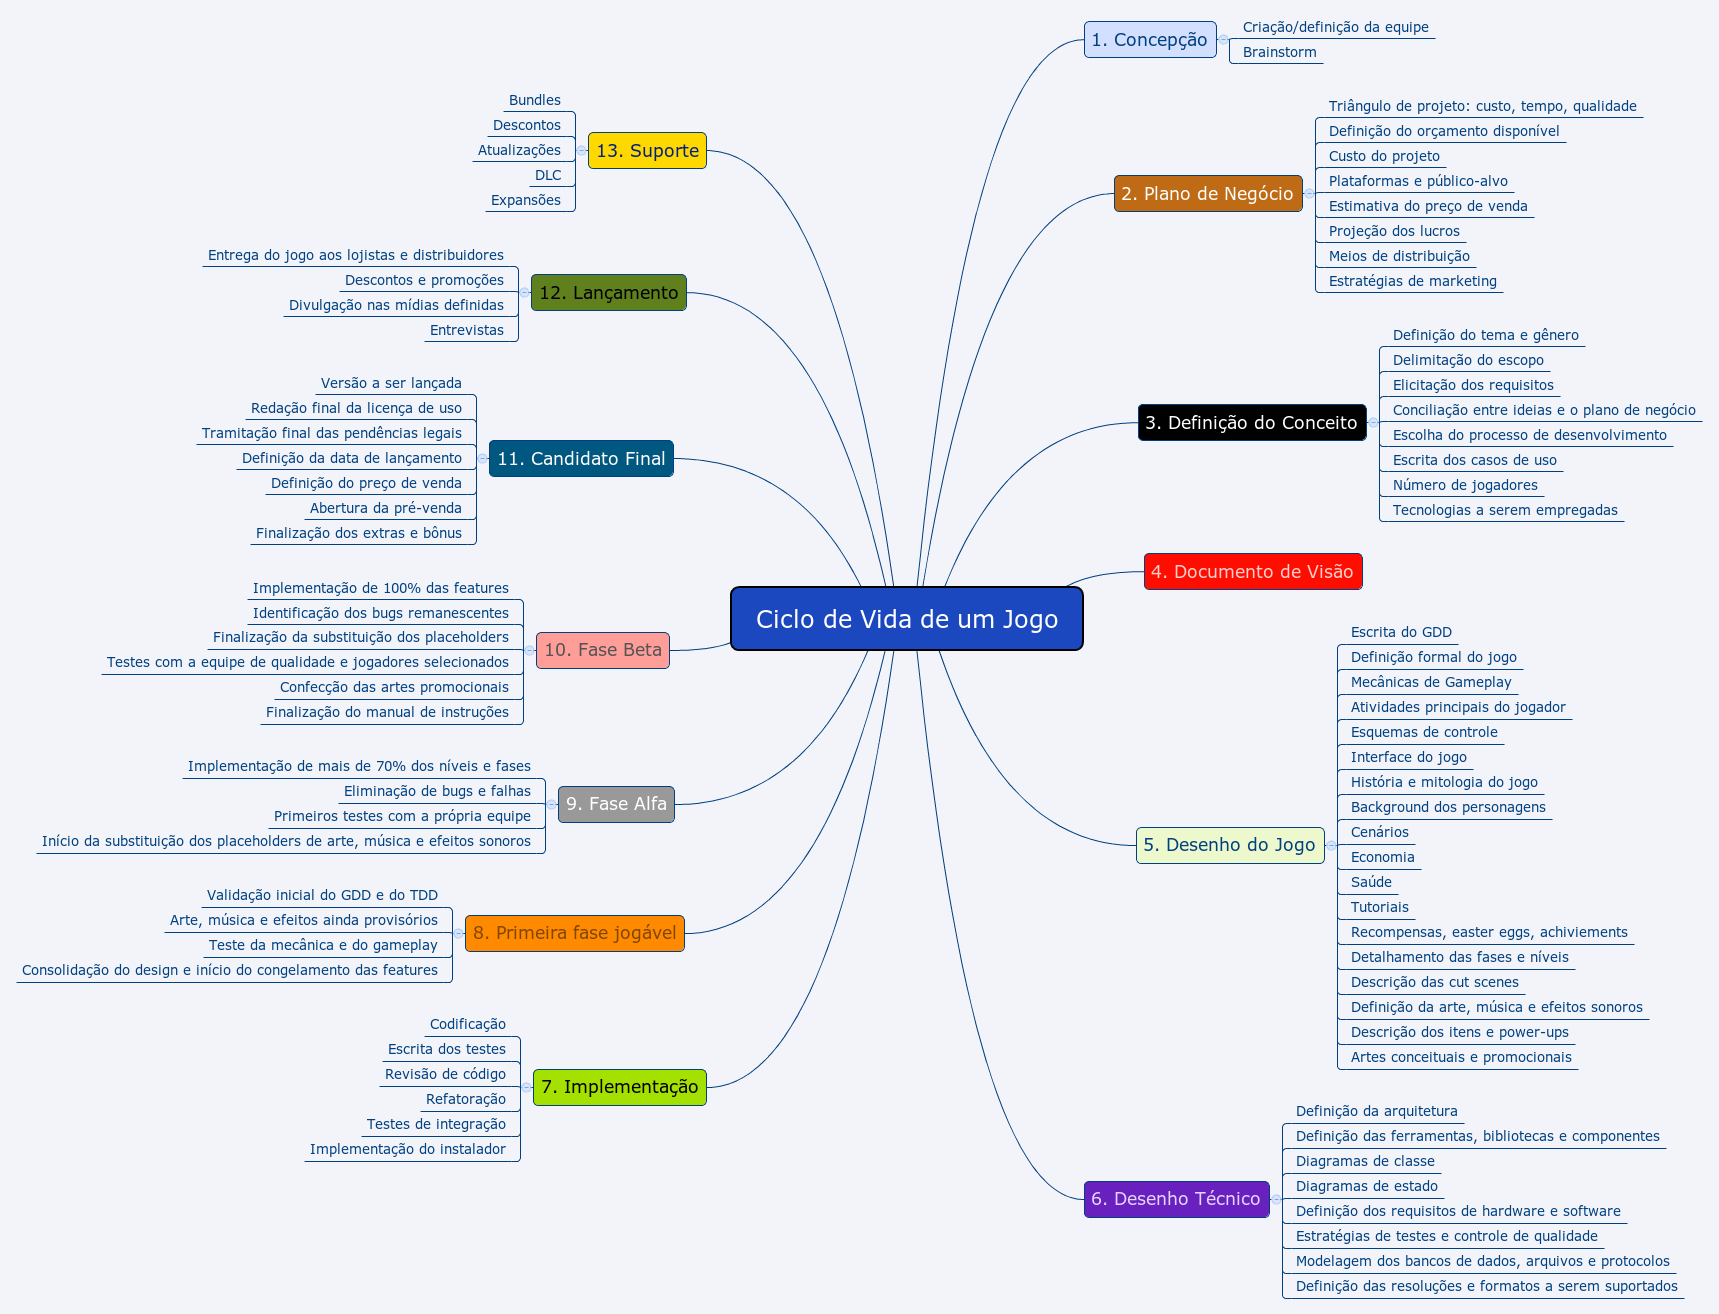 Ciclo de Vida de um Jogo
1. Concepção
Criação/definição da equipe
Brainstorm
2. Plano de Negócio
Triângulo de projeto: custo, tempo, qualidade
Definição do orçamento disponível
Custo do projeto
Plataformas e público-alvo
Estimativa do preço de venda
Projeção dos lucros
Meios de distribuição
Estratégias de marketing
3. Definição do Conceito
Definição do tema e gênero
Delimitação do escopo
Elicitação dos requisitos
Conciliação entre ideias e o plano de negócio
Escolha do processo de desenvolvimento
Escrita dos casos de uso
Número de jogadores
Tecnologias a serem empregadas
4. Documento de Visão
5. Desenho do Jogo
Escrita do GDD
Definição formal do jogo
Mecânicas de Gameplay
Atividades principais do jogador
Esquemas de controle
Interface do jogo
História e mitologia do jogo
Background dos personagens
Cenários
Economia
Saúde
Tutoriais
Recompensas, easter eggs, achiviements
Detalhamento das fases e níveis
Descrição das cut scenes
Definição da arte, música e efeitos sonoros
Descrição dos itens e power-ups
Artes conceituais e promocionais
6. Desenho Técnico
Definição da arquitetura
Definição das ferramentas, bibliotecas e componentes
Diagramas de classe
Diagramas de estado
Definição dos requisitos de hardware e software
Estratégias de testes e controle de qualidade
Modelagem dos bancos de dados, arquivos e protocolos
Definição das resoluções e formatos a serem suportados
7. Implementação
Codificação
Escrita dos testes
Revisão de código
Refatoração
Testes de integração
Implementação do instalador
8. Primeira fase jogável
Validação inicial do GDD e do TDD
Arte, música e efeitos ainda provisórios
Teste da mecânica e do gameplay
Consolidação do design e início do congelamento das features
9. Fase Alfa
Implementação de mais de 70% dos níveis e fases
Eliminação de bugs e falhas
Primeiros testes com a própria equipe
Início da substituição dos placeholders de arte, música e efeitos sonoros
10. Fase Beta
Implementação de 100% das features
Identificação dos bugs remanescentes
Finalização da substituição dos placeholders
Testes com a equipe de qualidade e jogadores selecionados
Confecção das artes promocionais
Finalização do manual de instruções
11. Candidato Final
Versão a ser lançada
Redação final da licença de uso
Tramitação final das pendências legais
Definição da data de lançamento
Definição do preço de venda
Abertura da pré-venda
Finalização dos extras e bônus
12. Lançamento
Entrega do jogo aos lojistas e distribuidores
Descontos e promoções
Divulgação nas mídias definidas
Entrevistas
13. Suporte
Bundles
Descontos
Atualizações
DLC
Expansões